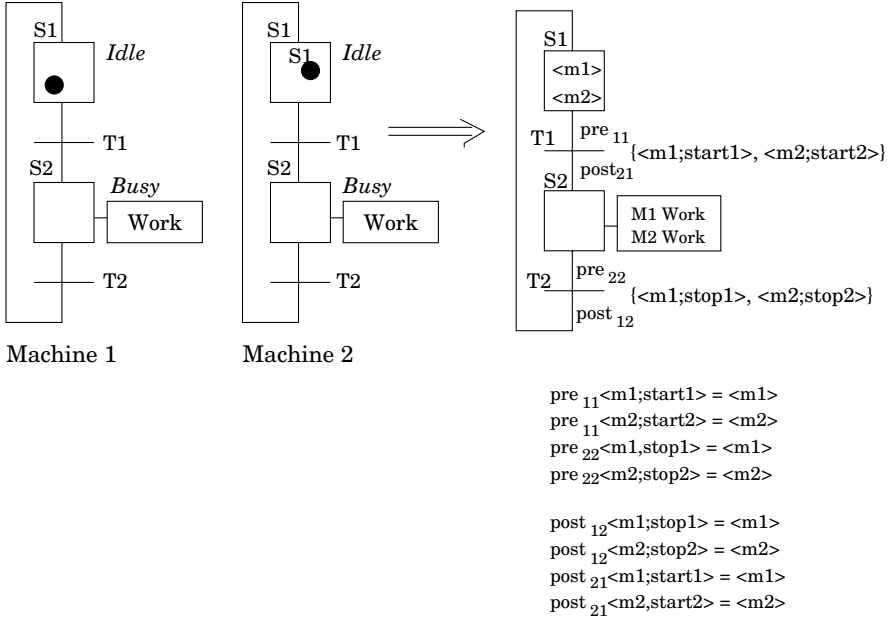 S1
Idle
T1
S2
Busy
Work
T2
Machine 1
S1
S1
Idle
T1
S2
Busy
Work
T2
Machine 2
S1
<m1>
<m2>
T1
pre 11
{<m1;start1>, <m2;start2>}
post 21
S2
M1 Work
M2 Work
T2
pre 22
{<m1;stop1>, <m2;stop2>}
post 12
pre 11 <m1;start1> = <m1>
pre 11 <m2;start2> = <m2>
pre 22 <m1,stop1> = <m1>
pre 22 <m2;stop2> = <m2>
post 12 <m1;stop1> = <m1>
post 12 <m2;stop2> = <m2>
post 21 <m1;start1> = <m1>
post 21 <m2,start2> = <m2>